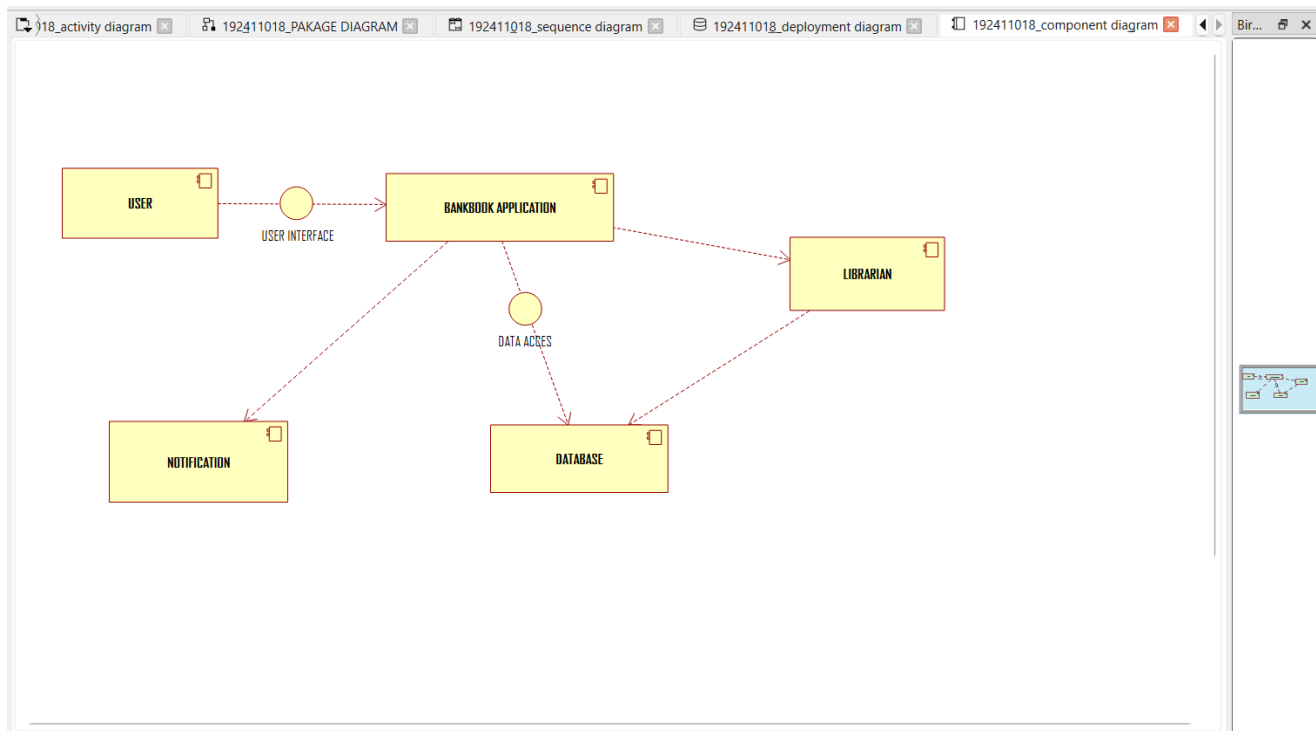 )18_activity diagram
192411018_PAKAGE DIAGRAM
192411018_sequence diagram
192411018_deployment diagram
192411018_component diagram
Bir...
USER
USER INTERFACE
BANKBOOK APPLICATION
LIBRARIAN
DATA ACCES
NOTIFICATION
DATABASE